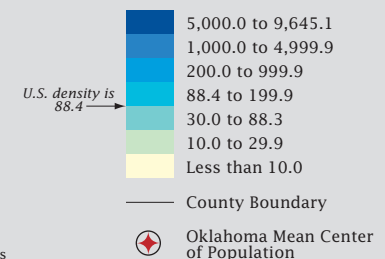 5,000.0 to 9,645.1
1,000.0 to 4,999.9
200.0 to 999.9
U.S. density is
88.4
88.4 to 199.9
30.0 to 88.3
10.0 to 29.9
Less than 10.0
County Boundary
Oklahoma Mean Center
of Population